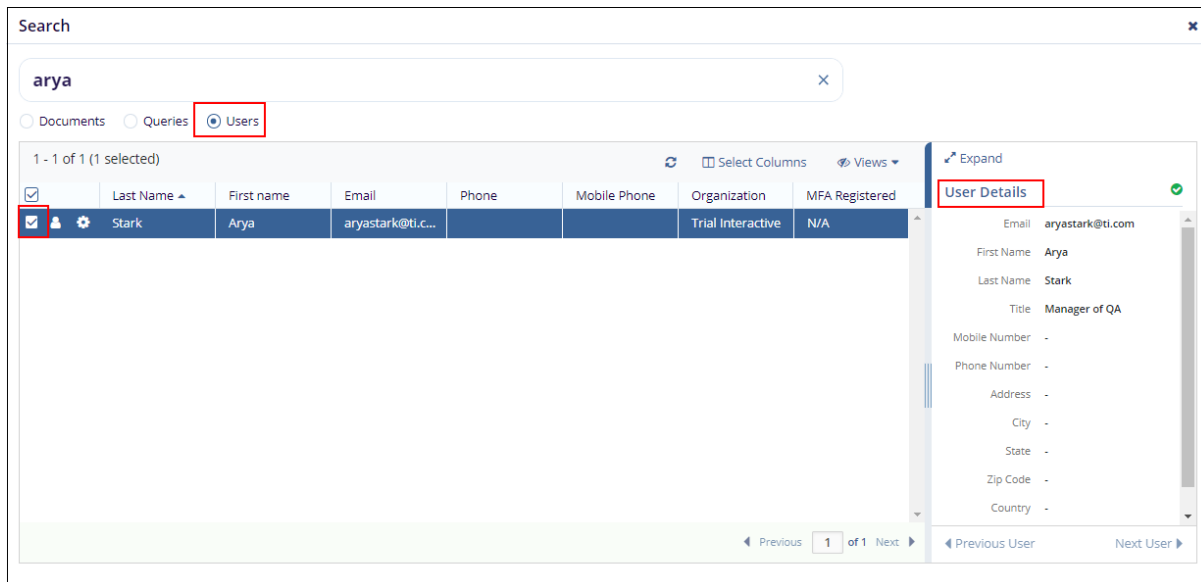 Search
arya
Documents Queries Users
1 - 1 of 1 (1 selected) Select Columns Views
Expand
Last Name First name Email Phone Mobile Phone Organization MFA Registered
User Details
Stark Arya aryastark@ti.c... Trial Interactive N/A
Email aryastark@ti.com
First Name Arya
Last Name Stark
Title Manager of QA
Mobile Number -
Phone Number -
Address -
City -
State -
Zip Code -
Country -
Previous 1 of 1 Next
Previous User Next User